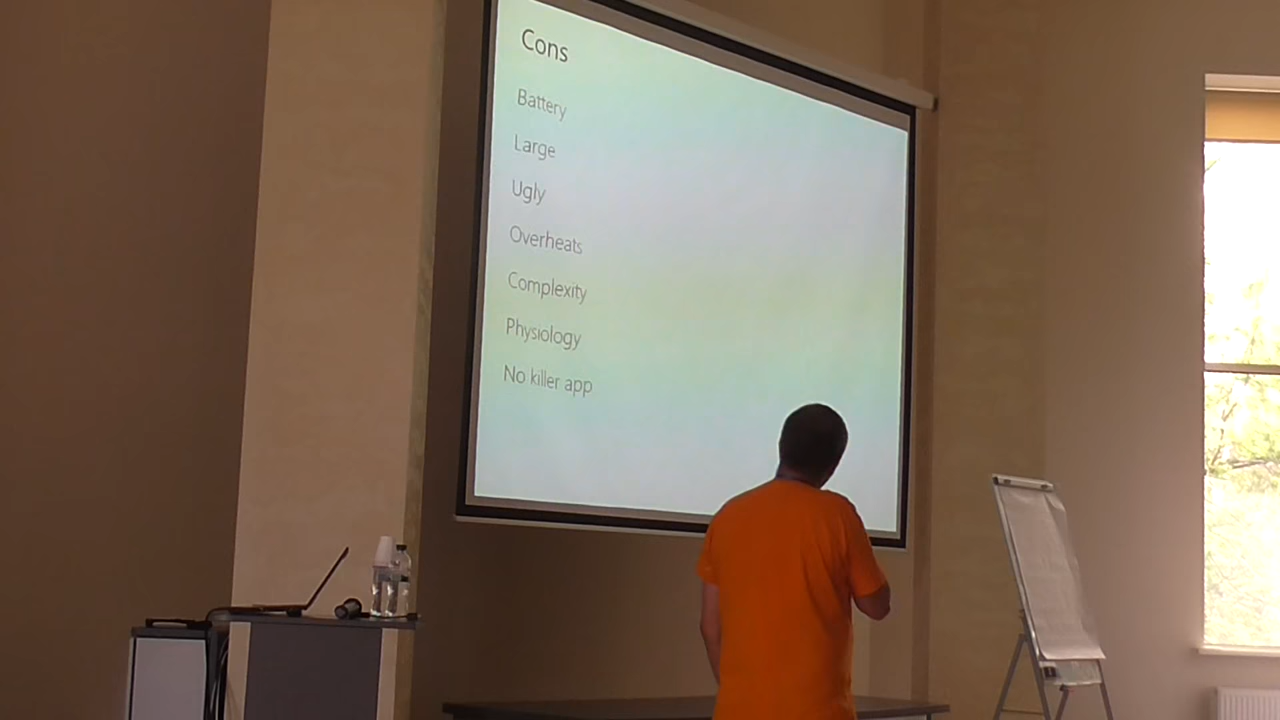 Cons
Battery
Large
Ugly
Overheats
Complexity
Physiology
No killer app